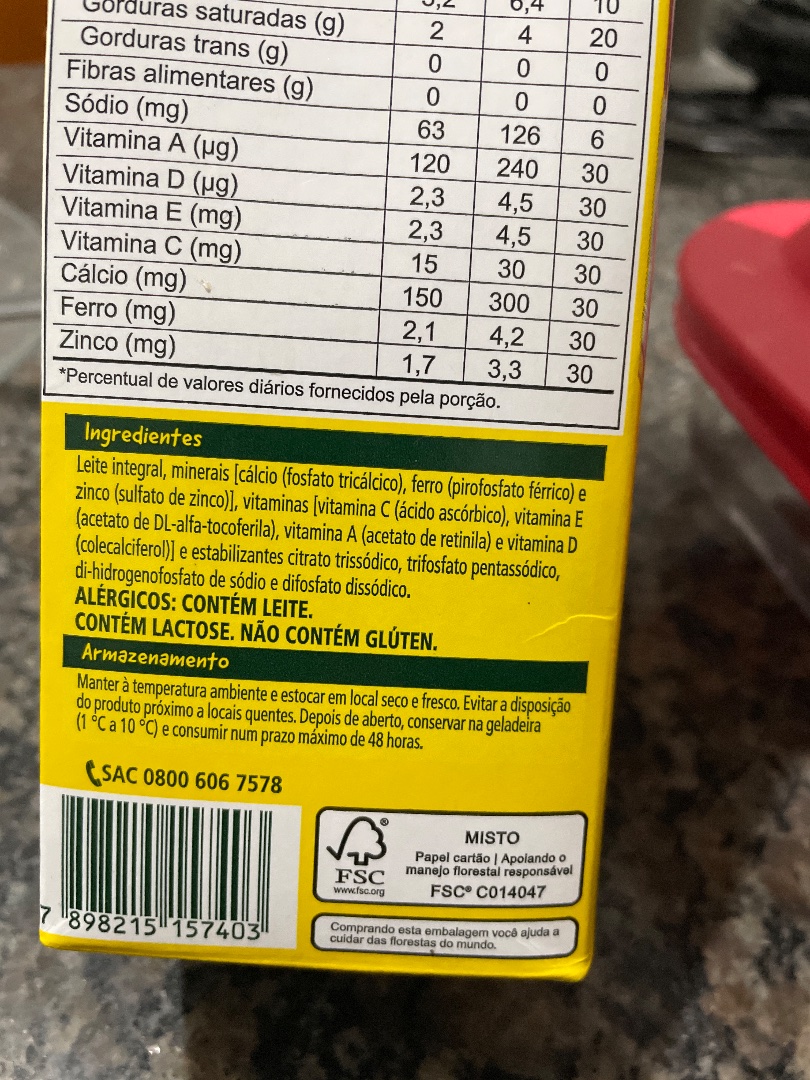 Gorduras saturadas (g) 2 4 20
Gorduras trans (g) 0 0 0
Fibras alimentares (g) 0 0 0
Sódio (mg) 63 126 6
Vitamina A (µg) 120 240 30
Vitamina D (µg) 2,3 4,5 30
Vitamina E (mg) 2,3 4,5 30
Vitamina C (mg) 15 30 30
Cálcio (mg) 150 300 30
Ferro (mg) 2,1 4,2 30
Zinco (mg) 1,7 3,3 30
*Percentual de valores diários fornecidos pela porção.
Ingredientes
Leite integral, minerais [cálcio (fosfato tricálcico), ferro (pirofosfato férrico) e
zinco (sulfato de zinco)], vitaminas [vitamina C (ácido ascórbico), vitamina E
(acetato de DL-alfa-tocoferila), vitamina A (acetato de retinila) e vitamina D
(colecalciferol)] e estabilizantes citrato trissódico, trifosfato pentassódico,
di-hidrogenofosfato de sódio e difosfato dissódico.
ALÉRGICOS: CONTÉM LEITE.
CONTÉM LACTOSE. NÃO CONTÉM GLÚTEN.
Armazenamento
Manter à temperatura ambiente e estocar em local seco e fresco. Evitar a disposição
do produto próximo a locais quentes. Depois de aberto, conservar na geladeira
(1 °C a 10 °C) e consumir num prazo máximo de 48 horas.
SAC 0800 606 7578
7 898215 157403
FSC®
www.fsc.org
MISTO
Papel cartão | Apoiando o
manejo florestal responsável
FSC® C014047
Comprando esta embalagem você ajuda a
cuidar das florestas do mundo.